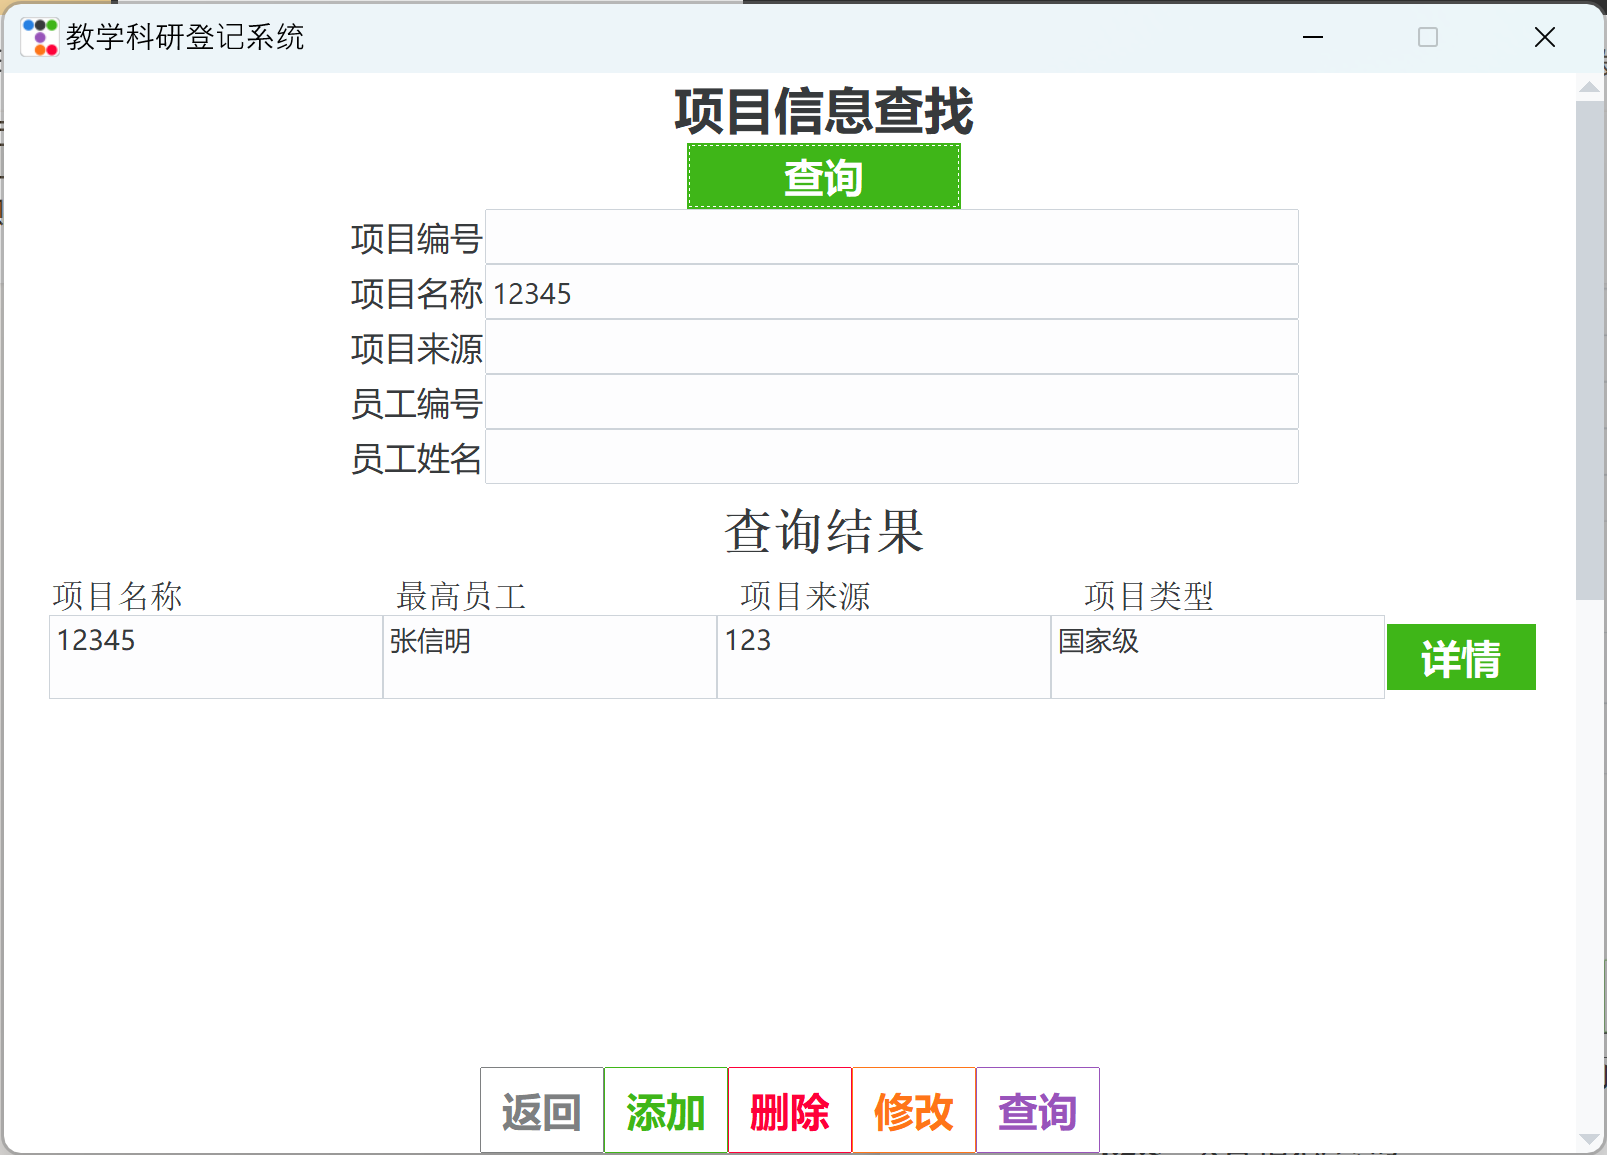 教学科研登记系统
项目信息查找
查询
项目编号
项目名称 12345
项目来源
员工编号
员工姓名
查询结果
项目名称 最高员工 项目来源 项目类型
12345 张信明 123 国家级 详情
返回 添加 删除 修改 查询